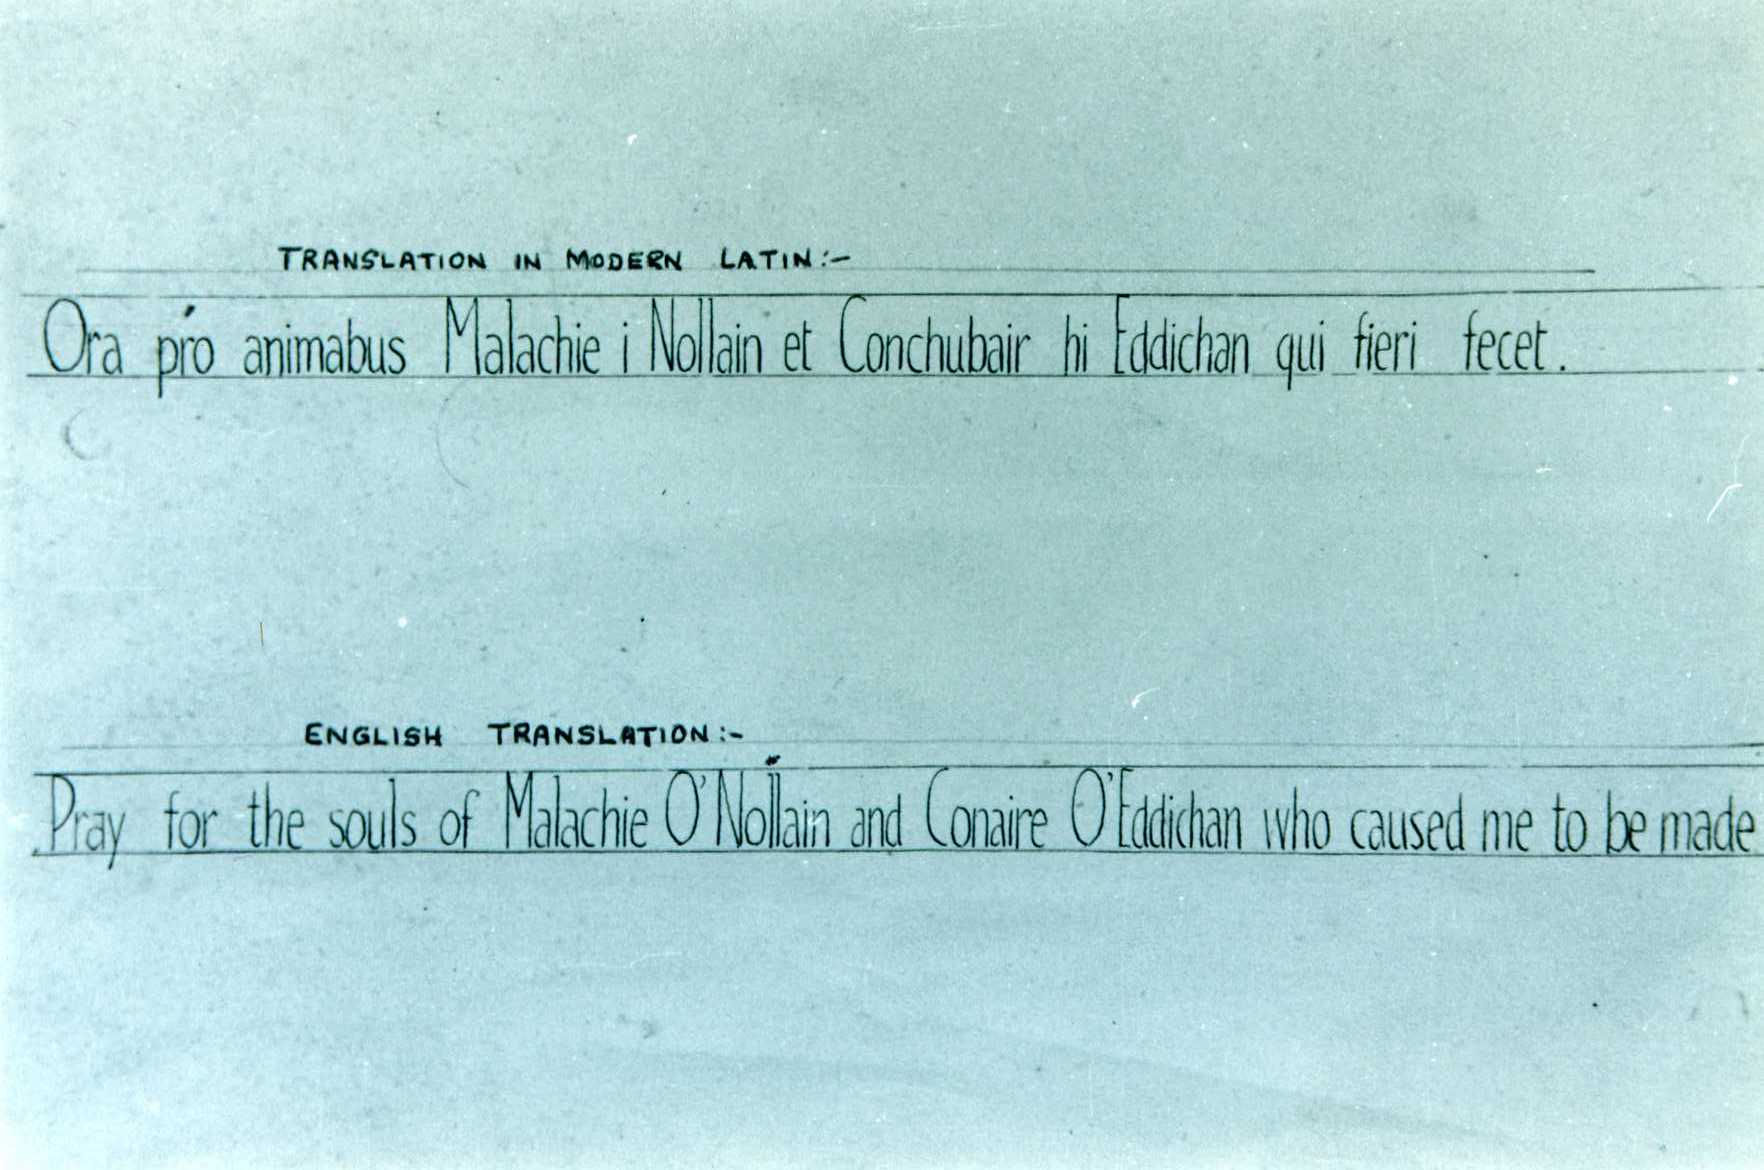 TRANSLATION IN MODERN LATIN:-
Ora pró animabus Malachie i Nollain et Conchubair hi Eddichan qui fieri fecet.
ENGLISH TRANSLATION:-
Pray for the souls of Malachie O'Nollain and Conaire O'Eddichan who caused me to be made